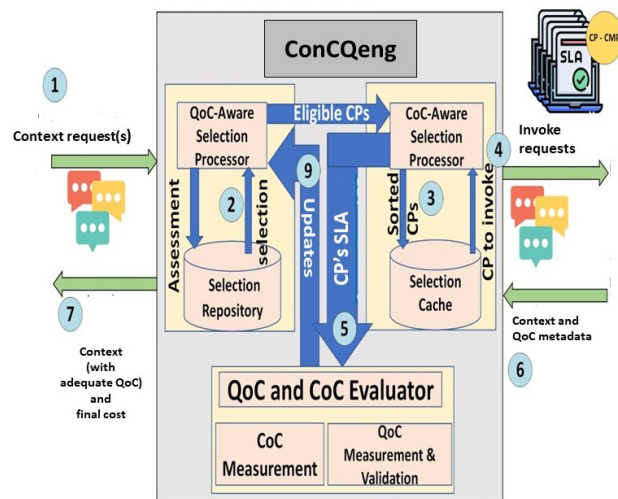 ConCQeng
CP - CMP
SLA
1
Context request(s)
QoC-Aware
Selection
Processor
Eligible CPs
CoC-Aware
Selection
Processor
Invoke
requests
4
9
2
3
Assessment
selection
Updates
CP's SLA
Sorted
CPs
CP to invoke
Selection
Repository
Selection
Cache
7
Context
(with
adequate QoC)
and
final cost
5
Context and
QoC metadata
6
QoC and CoC Evaluator
CoC
Measurement
QoC
Measurement &
Validation